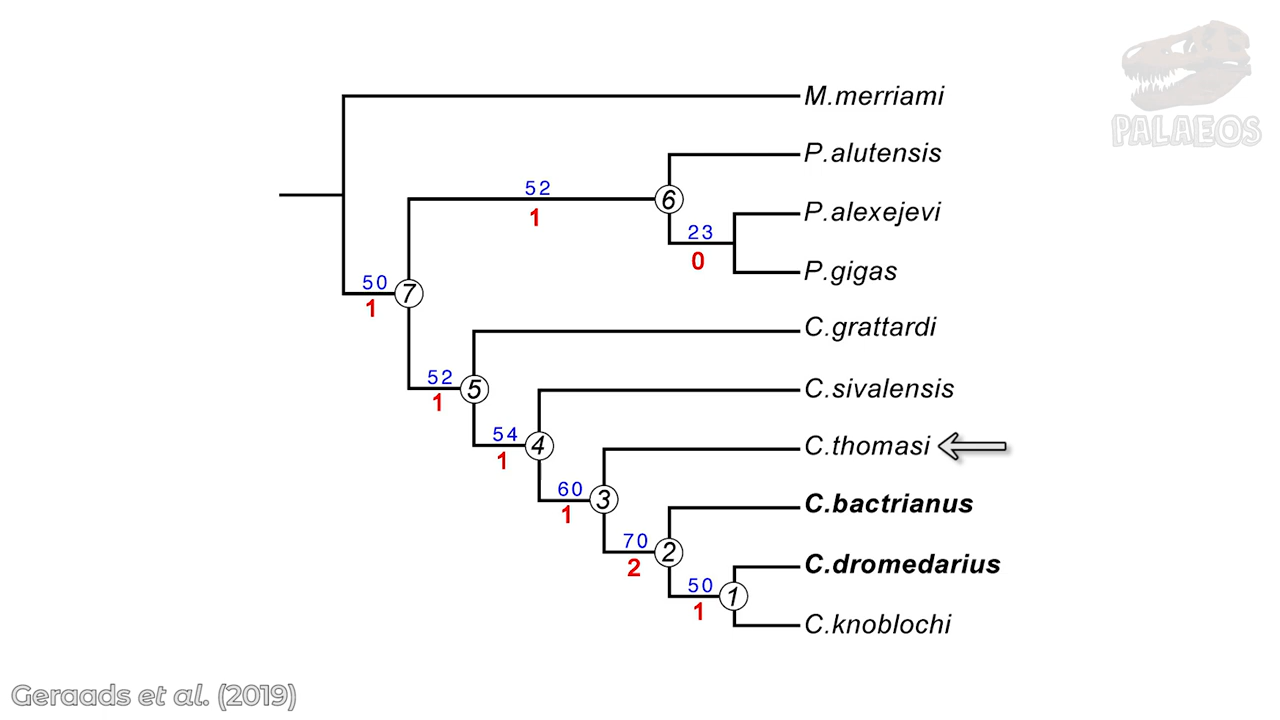 PALAEOS
M.merriami
P.alutensis
52
6
1
P.alexejevi
23
0
P.gigas
50
7
1
C.grattardi
52
5
1
C.sivalensis
54
4
1
C.thomasi
60
3
1
C.bactrianus
70
2
2
C.dromedarius
50
1
1
C.knoblochi
Geraads et al. (2019)